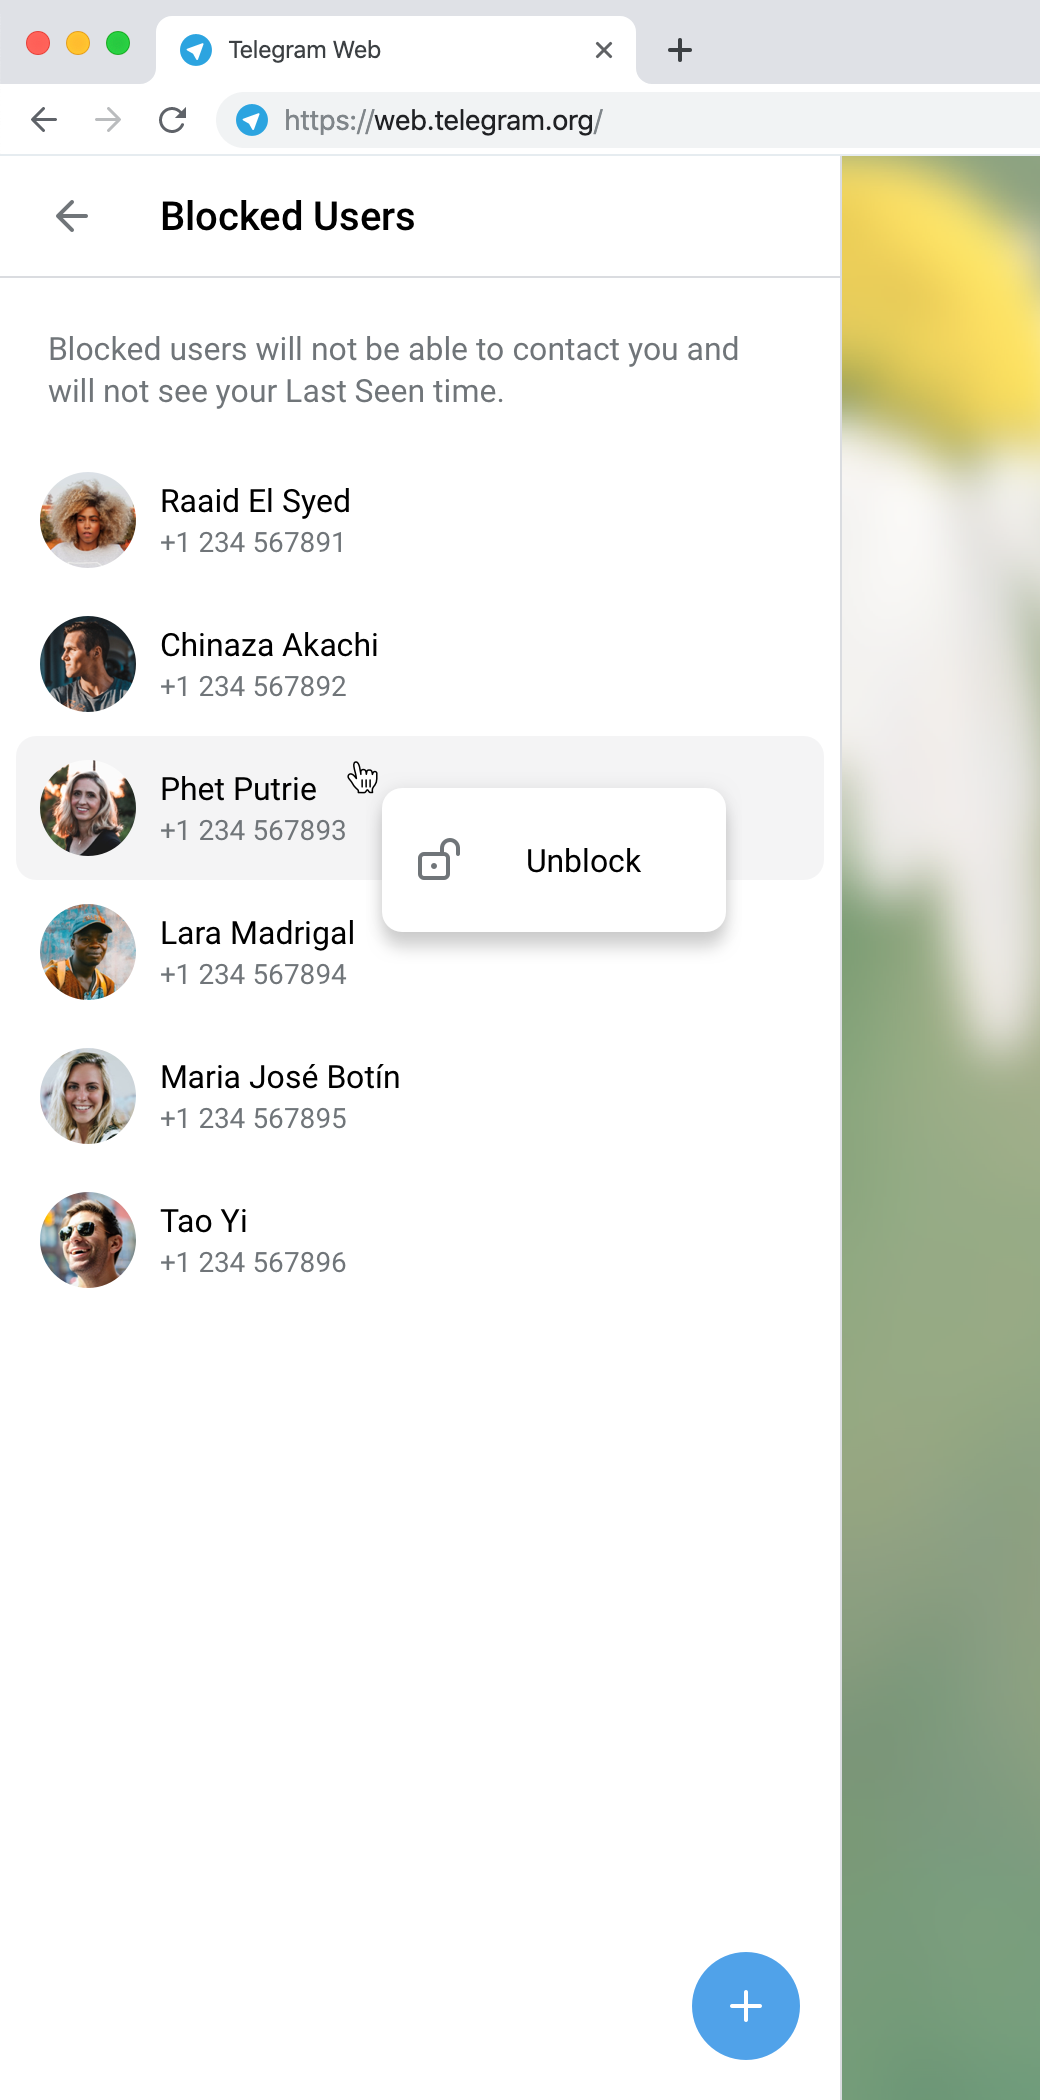 Telegram Web
https://web.telegram.org/
Blocked Users
Blocked users will not be able to contact you and
will not see your Last Seen time.
Raaid El Syed
+1 234 567891
Chinaza Akachi
+1 234 567892
Phet Putrie
+1 234 567893
Unblock
Lara Madrigal
+1 234 567894
Maria José Botín
+1 234 567895
Tao Yi
+1 234 567896